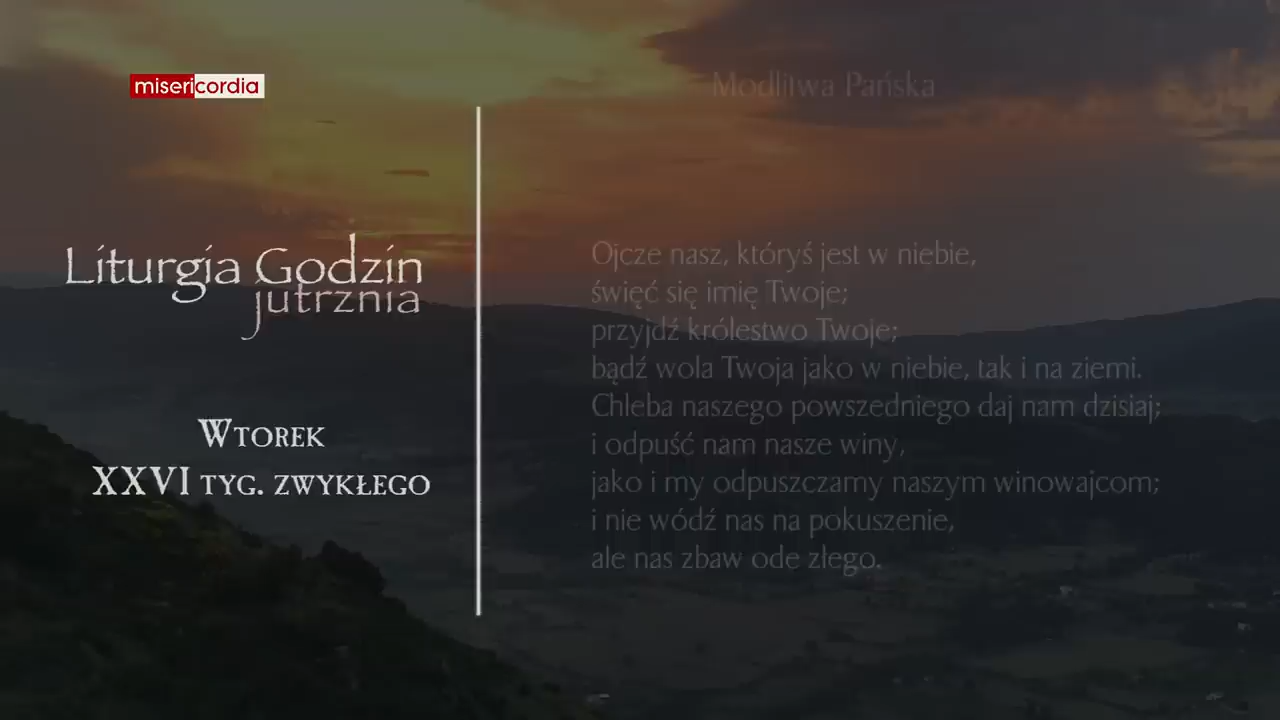 misericordia
Liturgia Godzin
jutrznia
Wtorek
XXVI tyg. zwykłego
Modlitwa Pańska
Ojcze nasz, któryś jest w niebie,
święć się imię Twoje;
przyjdź królestwo Twoje;
bądź wola Twoja jako w niebie, tak i na ziemi.
Chleba naszego powszedniego daj nam dzisiaj;
i odpuść nam nasze winy,
jako i my odpuszczamy naszym winowajcom;
i nie wódź nas na pokuszenie,
ale nas zbaw ode złego.